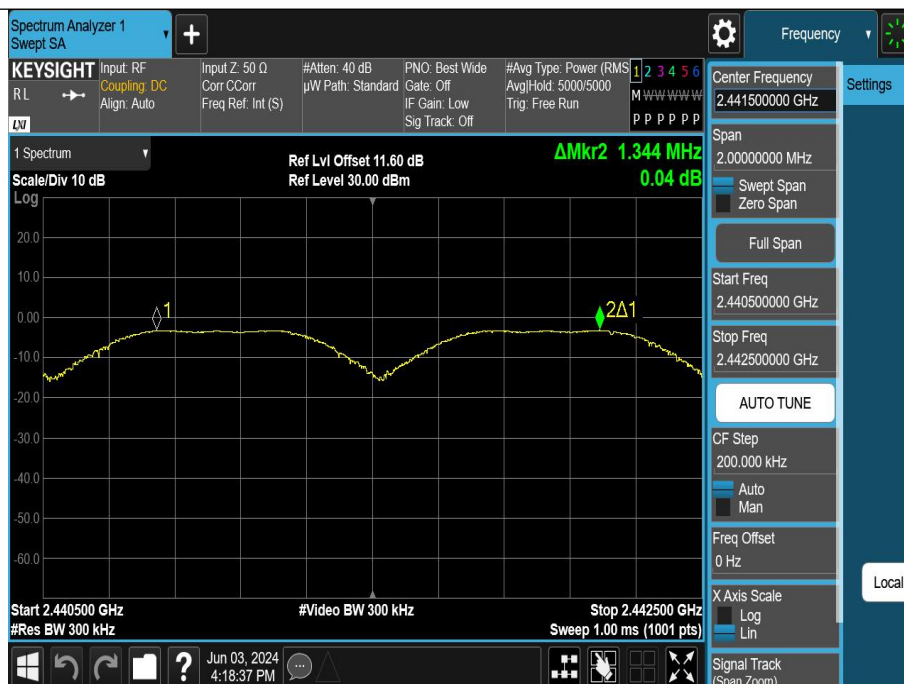 Spectrum Analyzer 1
Swept SA
Frequency
KEYSIGHT
RL
LXI
Input: RF
Coupling: DC
Align: Auto
Input Z: 50 Ω
Corr CCorr
Freq Ref: Int (S)
#Atten: 40 dB
µW Path: Standard
PNO: Best Wide
Gate: Off
IF Gain: Low
Sig Track: Off
#Avg Type: Power (RMS
Avg|Hold: 5000/5000
Trig: Free Run
1 2 3 4 5 6
M W W W W W
P P P P P P
1 Spectrum
Scale/Div 10 dB
Log
Ref Lvl Offset 11.60 dB
Ref Level 30.00 dBm
ΔMkr2 1.344 MHz
0.04 dB
20.0
10.0
0.00
-10.0
-20.0
-30.0
-40.0
-50.0
-60.0
1
2Δ1
Start 2.440500 GHz
#Res BW 300 kHz
#Video BW 300 kHz
Stop 2.442500 GHz
Sweep 1.00 ms (1001 pts)
Center Frequency
2.441500000 GHz
Settings
Span
2.00000000 MHz
Swept Span
Zero Span
Full Span
Start Freq
2.440500000 GHz
Stop Freq
2.442500000 GHz
AUTO TUNE
CF Step
200.000 kHz
Auto
Man
Freq Offset
0 Hz
Local
X Axis Scale
Log
Lin
Signal Track
(Span Zoom)
?
Jun 03, 2024
4:18:37 PM